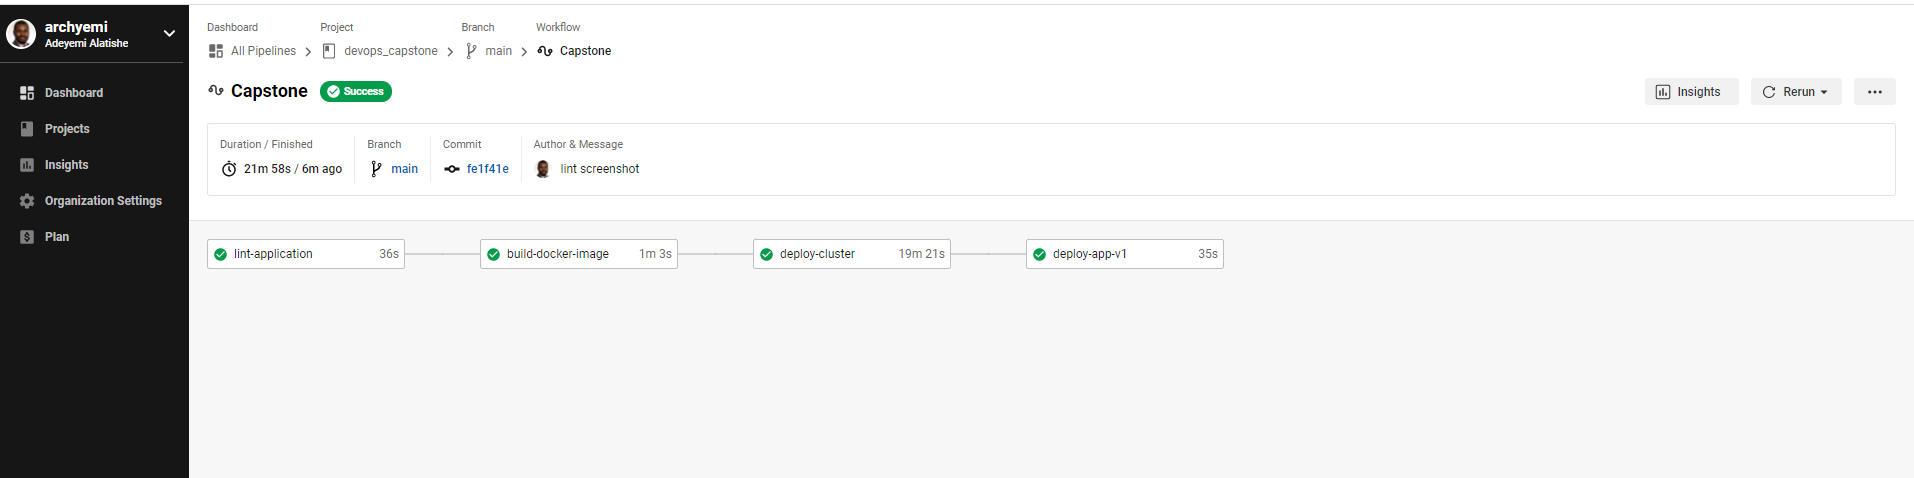 archyemi
Adeyemi Alatishe
Dashboard
Projects
Insights
Organization Settings
Plan
Dashboard Project Branch Workflow
All Pipelines devops_capstone main Capstone
Capstone Success
Insights Rerun
Duration / Finished Branch Commit Author & Message
21m 58s / 6m ago main fe1f41e lint screenshot
lint-application 36s build-docker-image 1m 3s deploy-cluster 19m 21s deploy-app-v1 35s